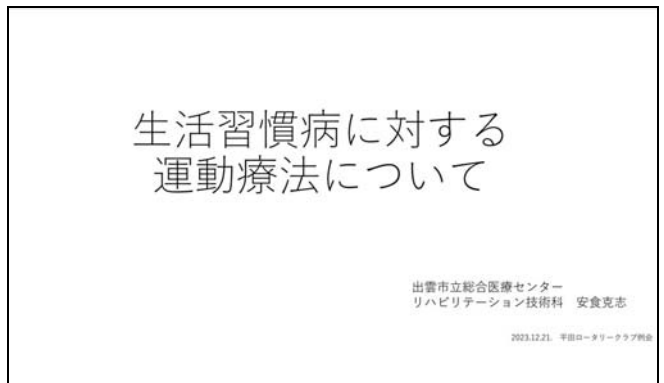 生活習慣病に対する
運動療法について
出雲市立総合医療センター
リハビリテーション技術科　安食克志
2023.12.21.　平田ロータリークラブ例会